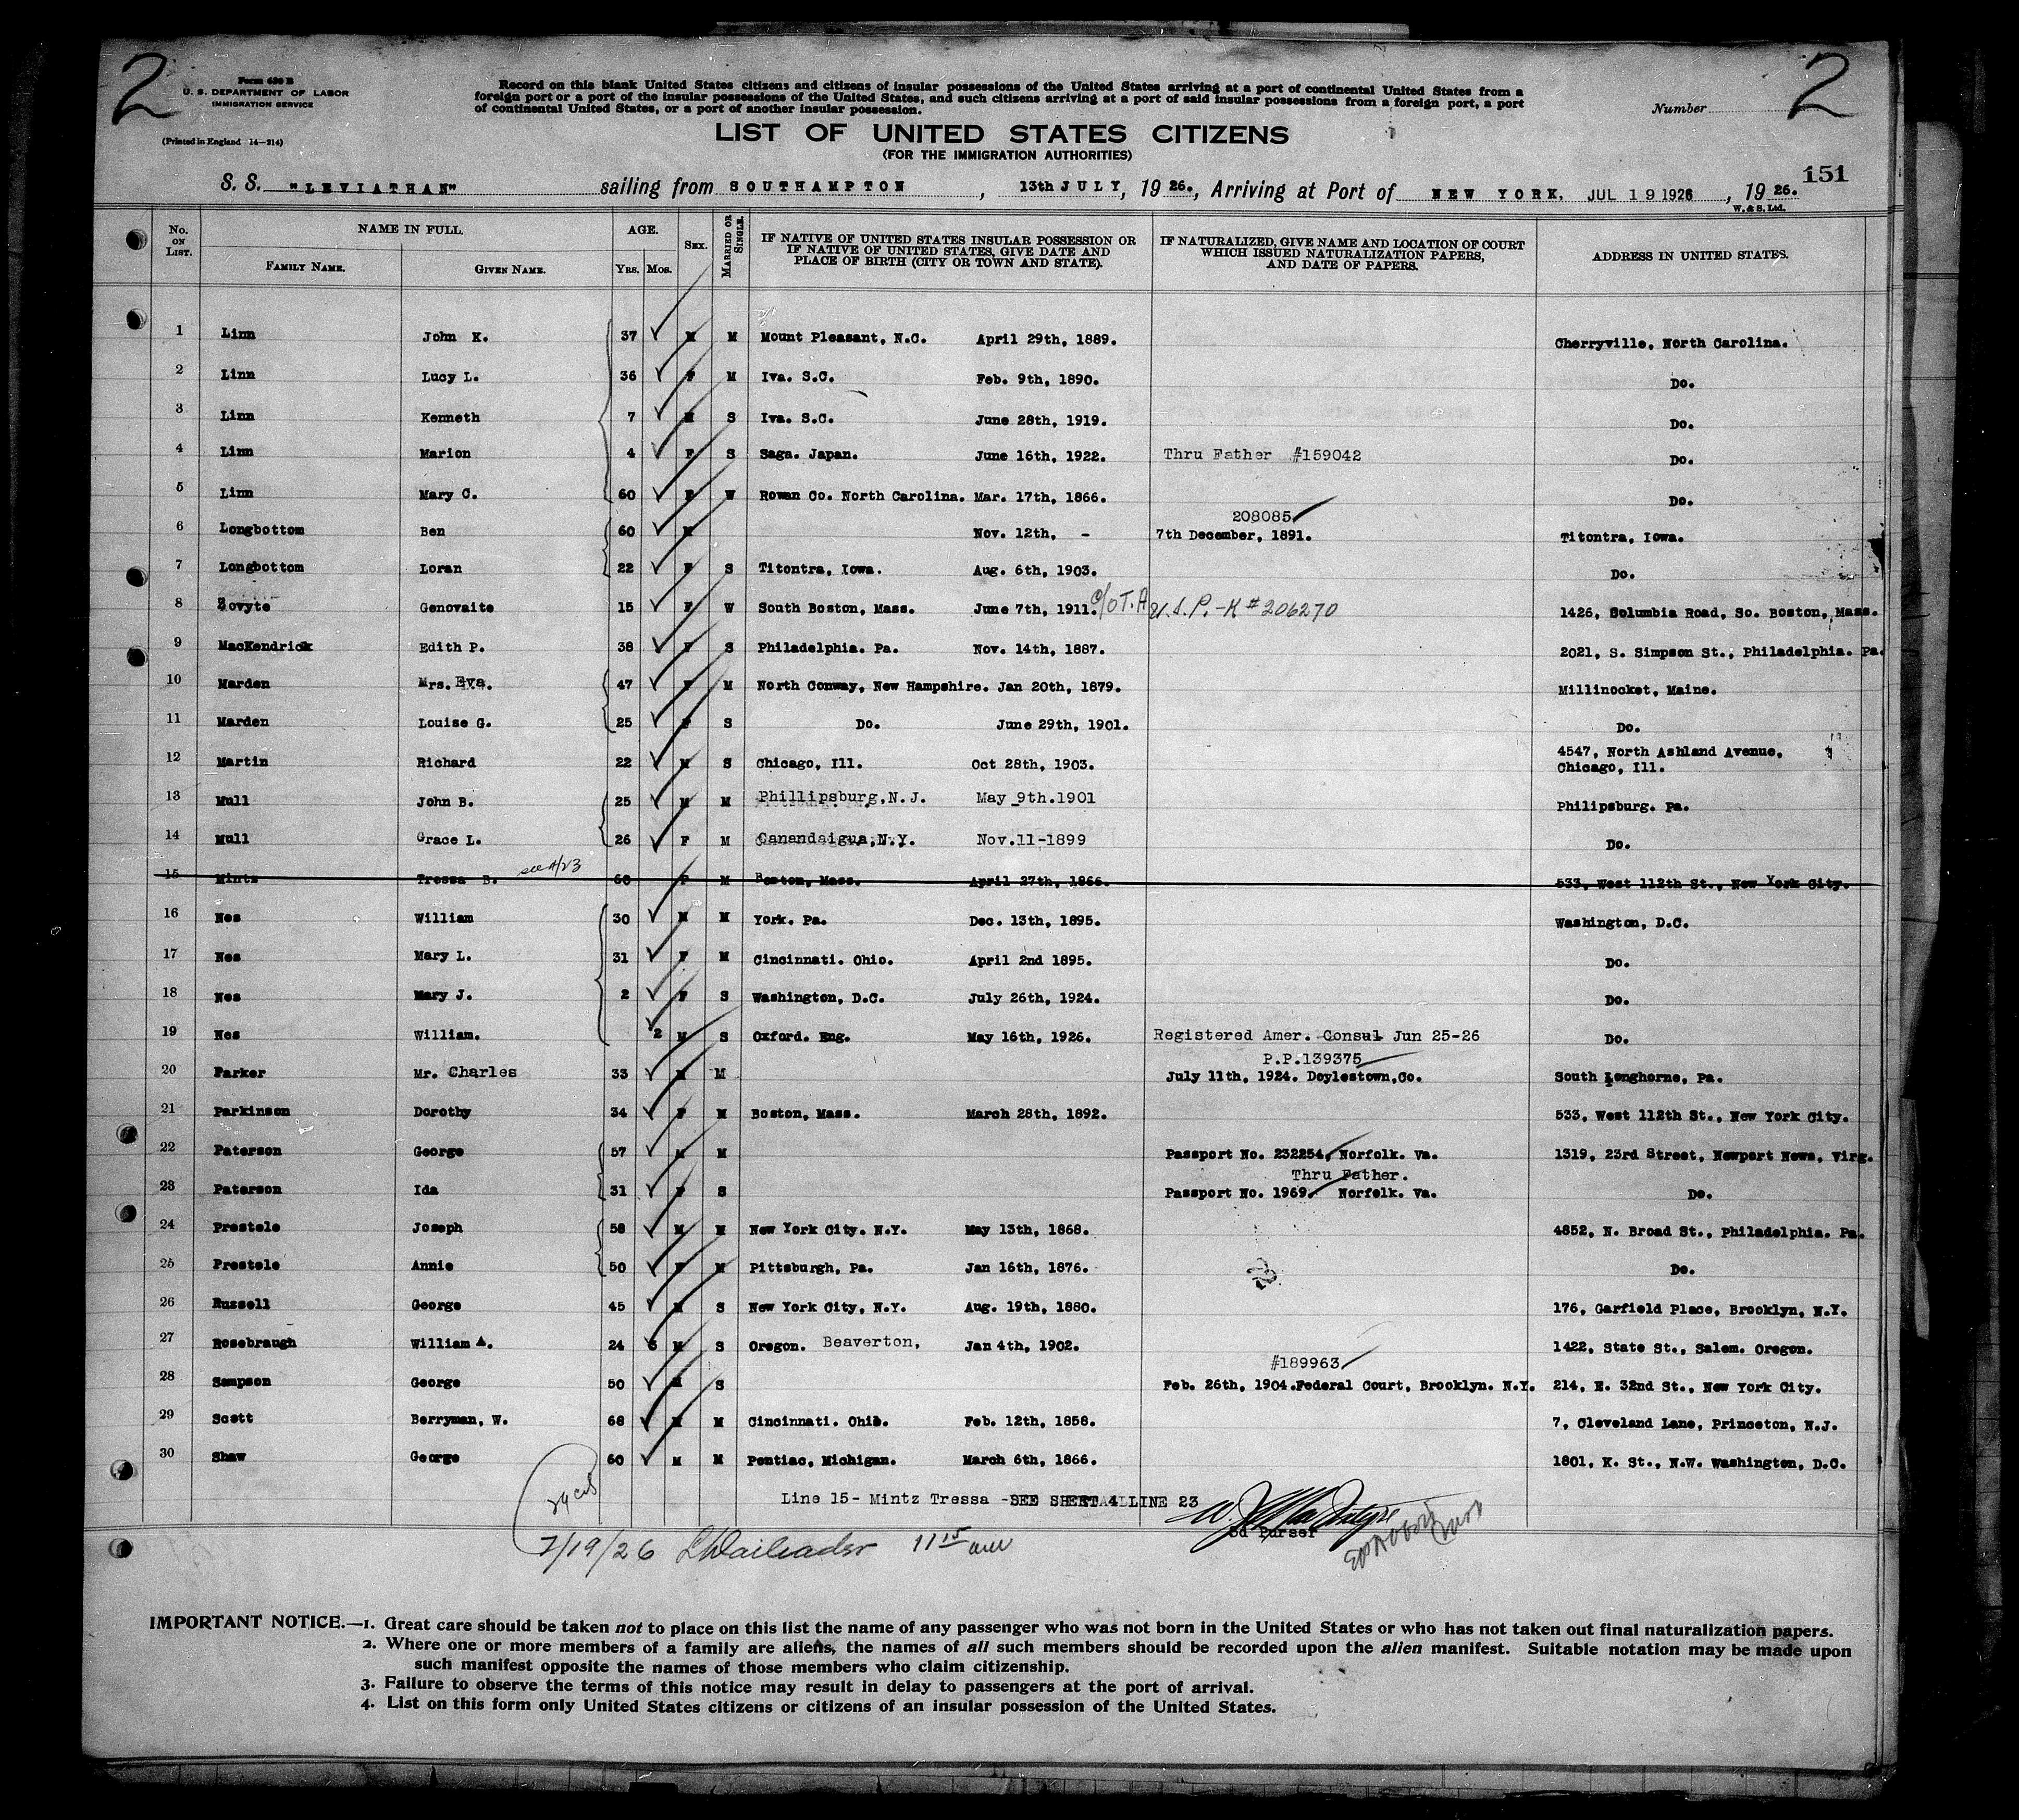 2
2
Form 630 B
U. S. DEPARTMENT OF LABOR
IMMIGRATION SERVICE
(Printed in England 14—214)
Record on this blank United States citizens and citizens of insular possessions of the United States arriving at a port of continental United States from a
foreign port or a port of the insular possessions of the United States, and such citizens arriving at a port of said insular possessions from a foreign port, a port
of continental United States, or a port of another insular possession.
Number
LIST OF UNITED STATES CITIZENS
(FOR THE IMMIGRATION AUTHORITIES)
151
S. S. "LEVIATHAN" sailing from SOUTHAMPTON, 13th JULY, 1926., Arriving at Port of NEW YORK, JUL 19 1926, 1926.
W. & S. Ltd.
No. ON LIST. NAME IN FULL. AGE. SEX. MARRIED OR SINGLE. IF NATIVE OF UNITED STATES INSULAR POSSESSION OR IF NATIVE OF UNITED STATES, GIVE DATE AND PLACE OF BIRTH (CITY OR TOWN AND STATE). IF NATURALIZED, GIVE NAME AND LOCATION OF COURT WHICH ISSUED NATURALIZATION PAPERS, AND DATE OF PAPERS. ADDRESS IN UNITED STATES.
FAMILY NAME. GIVEN NAME. YRS. MOS.
1 Linn John K. 37 M M Mount Pleasant, N.C. April 29th, 1889. Cherryville, North Carolina.
2 Linn Lucy L. 36 F M Iva. S.C. Feb. 9th, 1890. Do.
3 Linn Kenneth 7 M S Iva. S.C. June 28th, 1919. Do.
4 Linn Marion 4 F S Saga. Japan. June 16th, 1922. Thru Father #159042 Do.
5 Linn Mary C. 60 F W Rowan Co. North Carolina. Mar. 17th, 1866. Do.
208085
6 Longbottom Ben 60 M Nov. 12th, - 7th December, 1891. Titontra, Iowa.
7 Longbottom Loran 22 F S Titontra, Iowa. Aug. 6th, 1903. Do.
8 Zovyte Genovaite 15 F W South Boston, Mass. June 7th, 1911. C/OT.A U.S.P.-K #206270 1426, Columbia Road, So. Boston, Mass.
9 MacKendrick Edith P. 38 F S Philadelphia. Pa. Nov. 14th, 1887. 2021, S. Simpson St., Philadelphia. Pa.
10 Marden Mrs. Eva. 47 F M North Conway, New Hampshire. Jan 20th, 1879. Millinocket, Maine.
11 Marden Louise G. 25 F S Do. June 29th, 1901. Do.
12 Martin Richard 22 M S Chicago, Ill. Oct 28th, 1903. 4547, North Ashland Avenue,
Chicago, Ill.
13 Mull John B. 25 M M Phillipsburg, N.J. May 9th. 1901 Philipsburg. Pa.
14 Mull Grace L. 26 F M Canandaigua, N.Y. Nov. 11-1899 Do.
15 Mintz Tressa B. see 4/23 60 F M Boston, Mass. April 27th, 1866. 533, West 112th St., New York City.
16 Nes William 30 M M York. Pa. Dec. 13th, 1895. Washington, D.C.
17 Nes Mary L. 31 F M Cincinnati. Ohio. April 2nd 1895. Do.
18 Nes Mary J. 2 F S Washington, D.C. July 26th, 1924. Do.
19 Nes William. 2 M S Oxford. Eng. May 16th, 1926. Registered Amer. Consul Jun 25-26 Do.
P.P.139375
20 Parker Mr. Charles 33 M M July 11th, 1924. Doylestown, Co. South Longhorne, Pa.
21 Parkinson Dorothy 34 F M Boston, Mass. March 28th, 1892. 533, West 112th St., New York City.
22 Paterson George 57 M M Passport No. 232254, Norfolk. Va. 1319, 23rd Street, Newport News, Virg.
Thru Father.
23 Paterson Ida 31 F S Passport No. 1969. Norfolk. Va. Do.
24 Prestele Joseph 58 M M New York City. N.Y. May 13th, 1868. 4852, N. Broad St., Philadelphia. Pa.
25 Prestele Annie 50 F M Pittsburgh, Pa. Jan 16th, 1876. Do.
26 Russell George 45 M S New York City, N.Y. Aug. 19th, 1880. 176, Garfield Place, Brooklyn, N.Y.
27 Rosebraugh William A. 24 6 M S Oregon. Beaverton, Jan 4th, 1902. 1422, State St., Salem. Oregon.
#189963
28 Sampson George 50 M S Feb. 26th, 1904. Federal Court, Brooklyn. N.Y. 214, E. 32nd St., New York City.
29 Scott Berryman, W. 68 M M Cincinnati. Ohio. Feb. 12th, 1858. 7, Cleveland Lane, Princeton, N.J.
30 Shaw George 60 M M Pontiac, Michigan. March 6th, 1866. 1801, K. St., N.W. Washington, D.C.
Line 15- Mintz Tressa -SEE SHEET 4 LINE 23
Purser
7/19/26 11 15 am
IMPORTANT NOTICE.—1. Great care should be taken not to place on this list the name of any passenger who was not born in the United States or who has not taken out final naturalization papers.
2. Where one or more members of a family are aliens, the names of all such members should be recorded upon the alien manifest. Suitable notation may be made upon
such manifest opposite the names of those members who claim citizenship.
3. Failure to observe the terms of this notice may result in delay to passengers at the port of arrival.
4. List on this form only United States citizens or citizens of an insular possession of the United States.